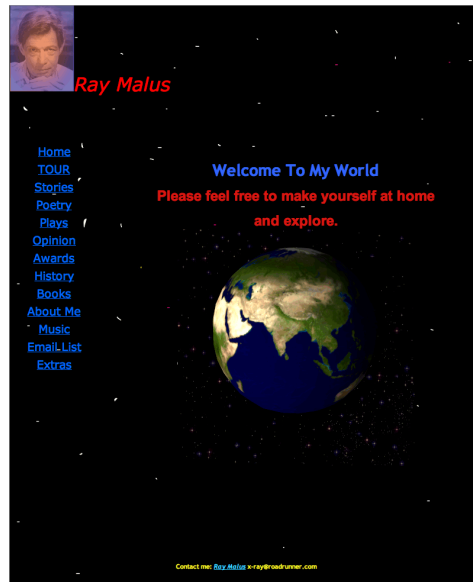 Ray Malus
Home
TOUR
Stories
Poetry
Plays
Opinion
Awards
History
Books
About Me
Music
Email List
Extras
Welcome To My World
Please feel free to make yourself at home
and explore.
Contact me: Ray Malus x-ray@roadrunner.com